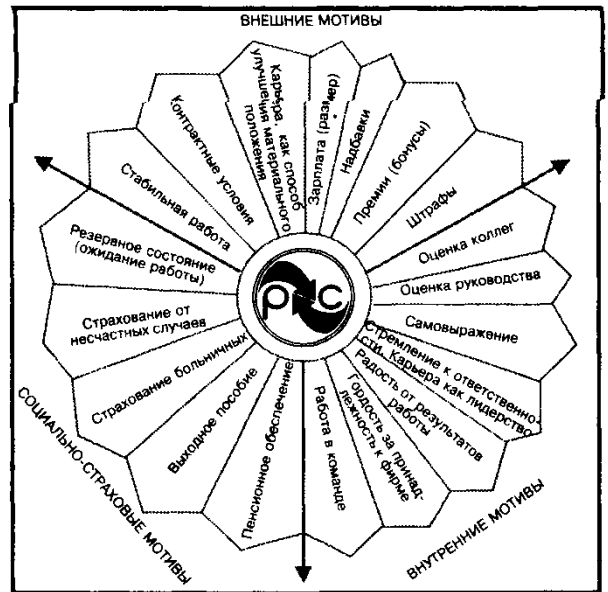 ВНЕШНИЕ МОТИВЫ
Карьера, как способ
улучшения материального
положения
Зарплата (размер)
Надбавки
Премии (бонусы)
Штрафы
Оценка коллег
Оценка руководства
Самовыражение
Стремление к ответственно-
сти. Карьера как лидерство
Радость от результатов
работы
Гордость за принад-
лежность к фирме
Работа в команде
Пенсионное обеспечение
Выходное пособие
Страхование больничных
Страхование от
несчастных случаев
Резервное состояние
(ожидание работы)
Стабильная работа
Контрактные условия
рис
СОЦИАЛЬНО-СТРАХОВЫЕ МОТИВЫ
ВНУТРЕННИЕ МОТИВЫ